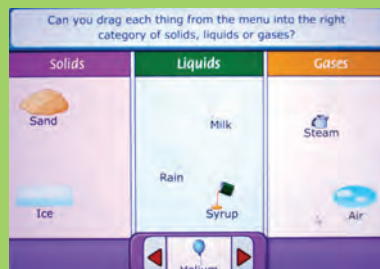 Can you drag each thing from the menu into the right
category of solids, liquids or gases?
Solids Liquids Gases
Sand
Milk
Steam
Rain
Ice
Syrup
Air
Helium